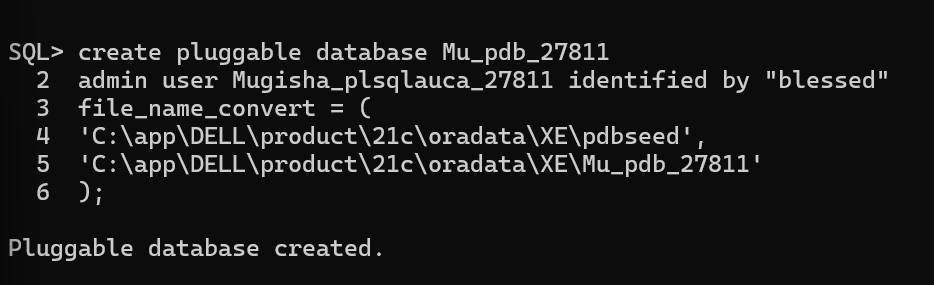 SQL> create pluggable database Mu_pdb_27811
2 admin user Mugisha_plsqlauca_27811 identified by "blessed"
3 file_name_convert = (
4 'C:\app\DELL\product\21c\oradata\XE\pdbseed',
5 'C:\app\DELL\product\21c\oradata\XE\Mu_pdb_27811'
6 );
Pluggable database created.